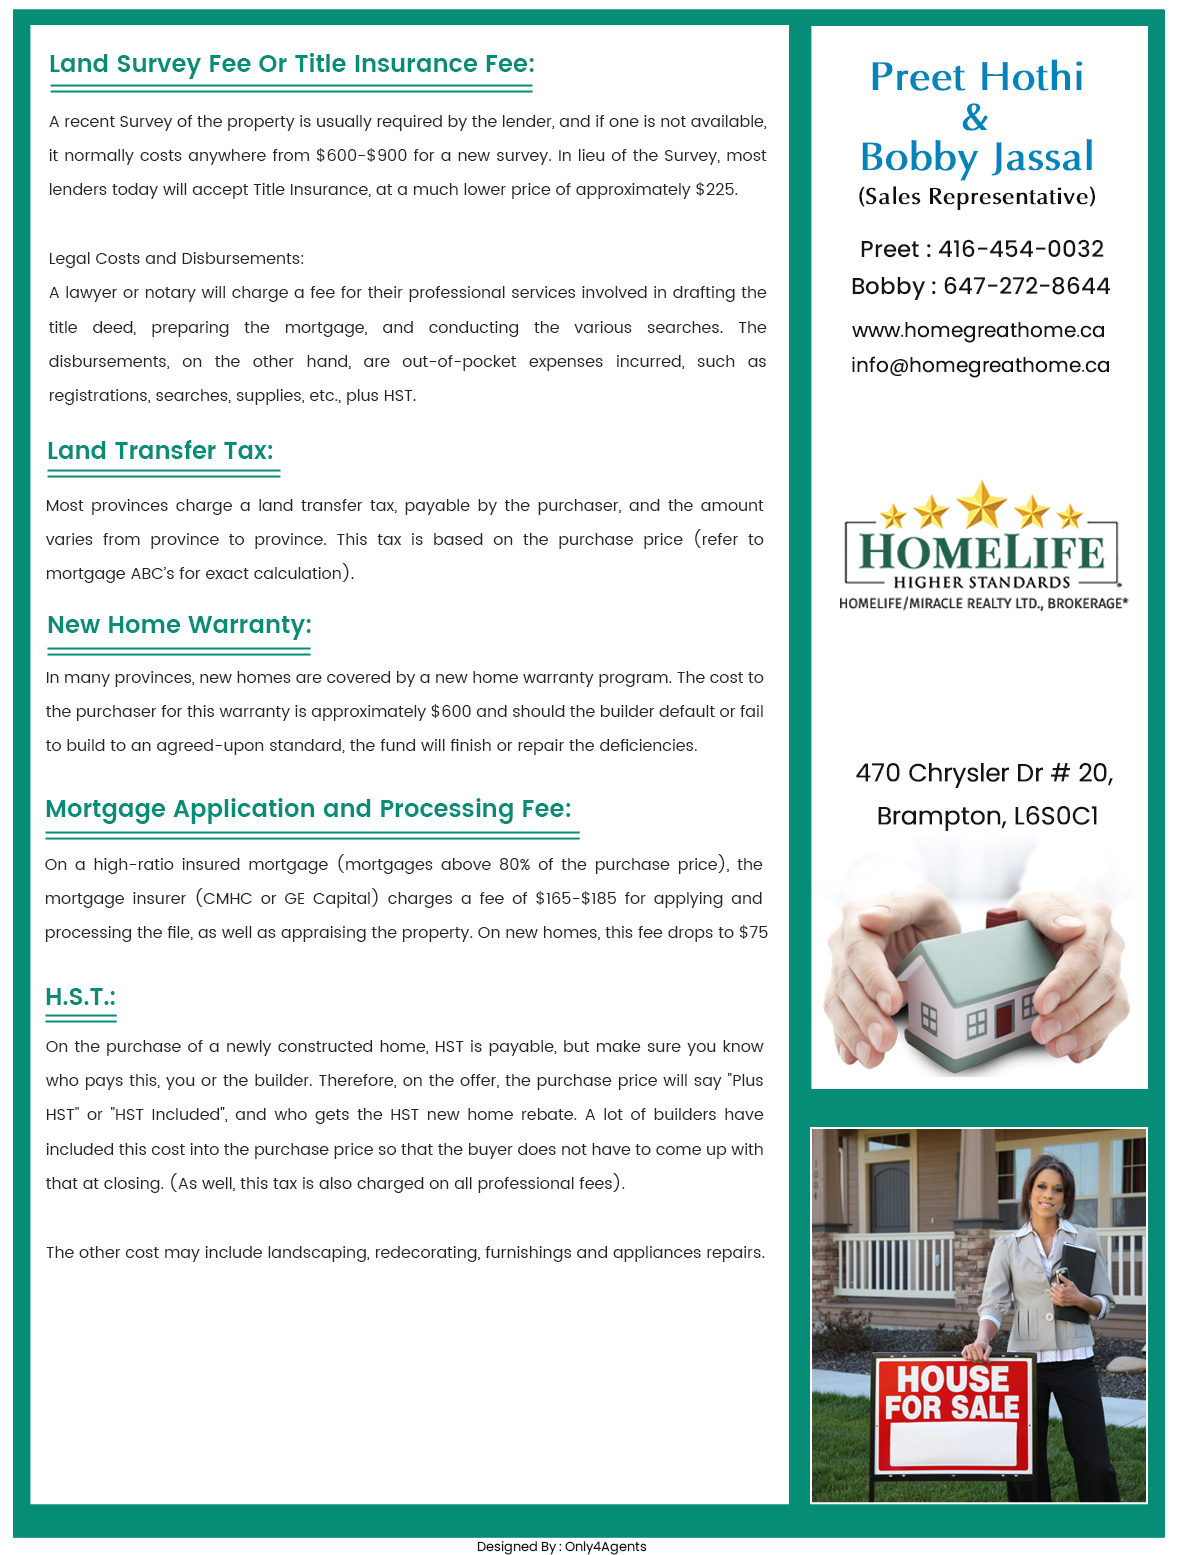 Land Survey Fee Or Title Insurance Fee:
A recent Survey of the property is usually required by the lender, and if one is not available,
it normally costs anywhere from $600-$900 for a new survey. In lieu of the Survey, most
lenders today will accept Title Insurance, at a much lower price of approximately $225.
Legal Costs and Disbursements:
A lawyer or notary will charge a fee for their professional services involved in drafting the
title deed, preparing the mortgage, and conducting the various searches. The
disbursements, on the other hand, are out-of-pocket expenses incurred, such as
registrations, searches, supplies, etc., plus HST.
Land Transfer Tax:
Most provinces charge a land transfer tax, payable by the purchaser, and the amount
varies from province to province. This tax is based on the purchase price (refer to
mortgage ABC's for exact calculation).
New Home Warranty:
In many provinces, new homes are covered by a new home warranty program. The cost to
the purchaser for this warranty is approximately $600 and should the builder default or fail
to build to an agreed-upon standard, the fund will finish or repair the deficiencies.
Mortgage Application and Processing Fee:
On a high-ratio insured mortgage (mortgages above 80% of the purchase price), the
mortgage insurer (CMHC or GE Capital) charges a fee of $165-$185 for applying and
processing the file, as well as appraising the property. On new homes, this fee drops to $75
H.S.T.:
On the purchase of a newly constructed home, HST is payable, but make sure you know
who pays this, you or the builder. Therefore, on the offer, the purchase price will say "Plus
HST" or "HST Included", and who gets the HST new home rebate. A lot of builders have
included this cost into the purchase price so that the buyer does not have to come up with
that at closing. (As well, this tax is also charged on all professional fees).
The other cost may include landscaping, redecorating, furnishings and appliances repairs.
Preet Hothi
&
Bobby Jassal
(Sales Representative)
Preet : 416-454-0032
Bobby : 647-272-8644
www.homegreathome.ca
info@homegreathome.ca
HOMELIFE
HIGHER STANDARDS
HOMELIFE/MIRACLE REALTY LTD., BROKERAGE*
470 Chrysler Dr # 20,
Brampton, L6S0C1
1004
HOUSE
FOR SALE
Designed By : Only4Agents